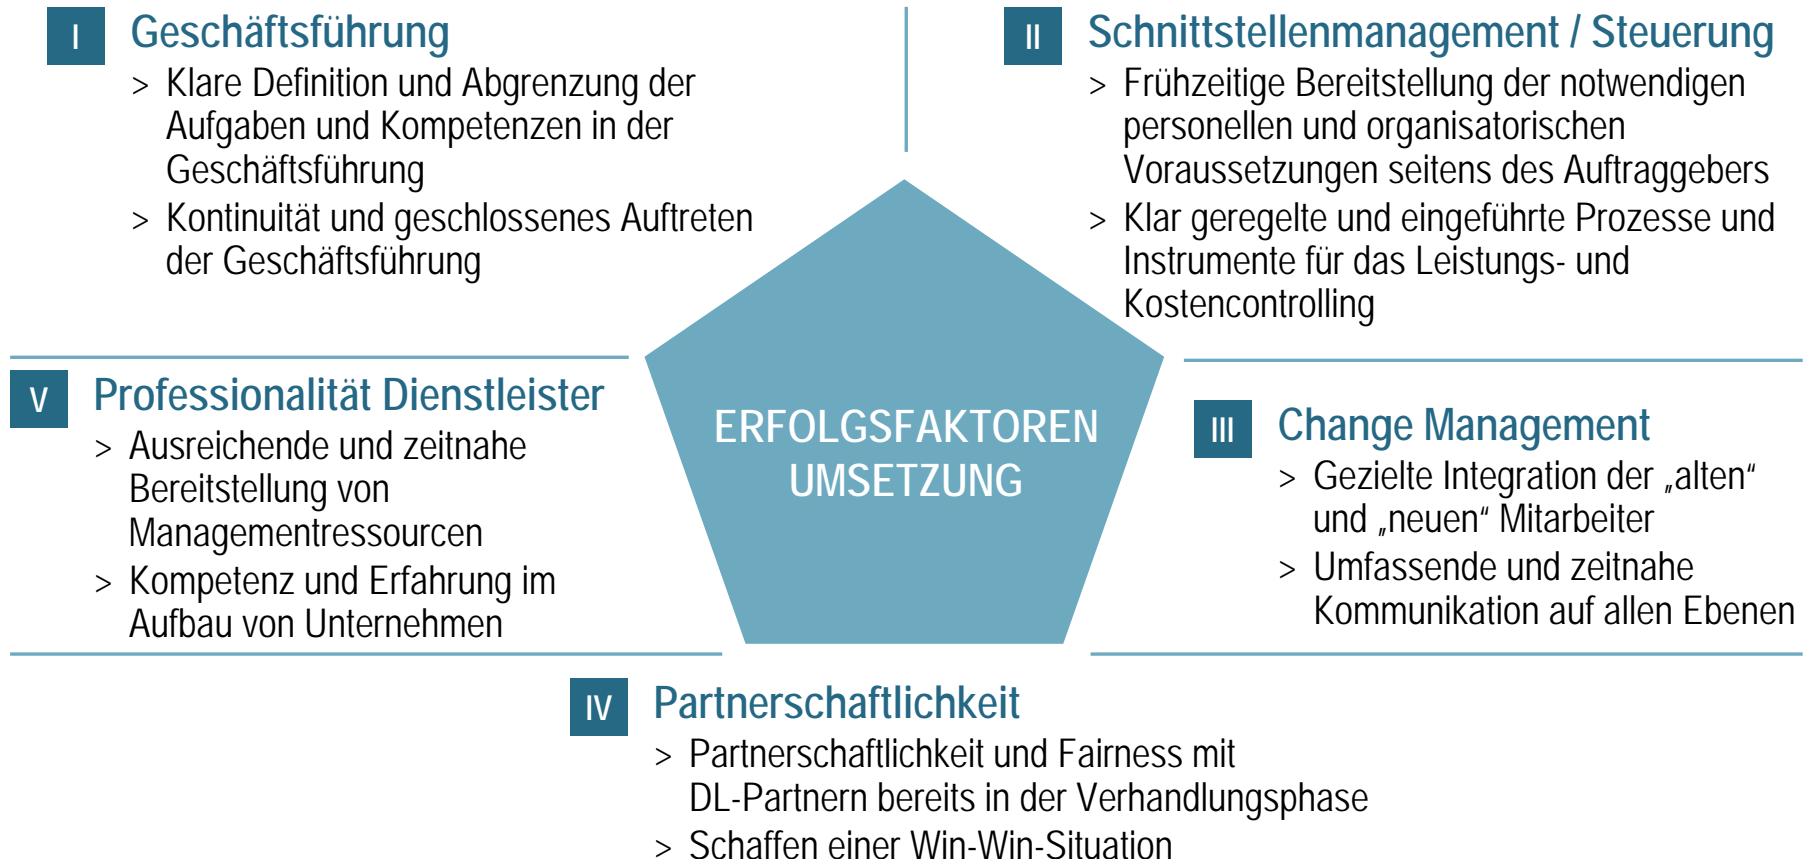 I Geschäftsführung
> Klare Definition und Abgrenzung der
Aufgaben und Kompetenzen in der
Geschäftsführung
> Kontinuität und geschlossenes Auftreten
der Geschäftsführung
II Schnittstellenmanagement / Steuerung
> Frühzeitige Bereitstellung der notwendigen
personellen und organisatorischen
Voraussetzungen seitens des Auftraggebers
> Klar geregelte und eingeführte Prozesse und
Instrumente für das Leistungs- und
Kostencontrolling
ERFOLGSFAKTOREN
UMSETZUNG
III Change Management
> Gezielte Integration der „alten“
und „neuen“ Mitarbeiter
> Umfassende und zeitnahe
Kommunikation auf allen Ebenen
IV Partnerschaftlichkeit
> Partnerschaftlichkeit und Fairness mit
DL-Partnern bereits in der Verhandlungsphase
> Schaffen einer Win-Win-Situation
V Professionalität Dienstleister
> Ausreichende und zeitnahe
Bereitstellung von
Managementressourcen
> Kompetenz und Erfahrung im
Aufbau von Unternehmen